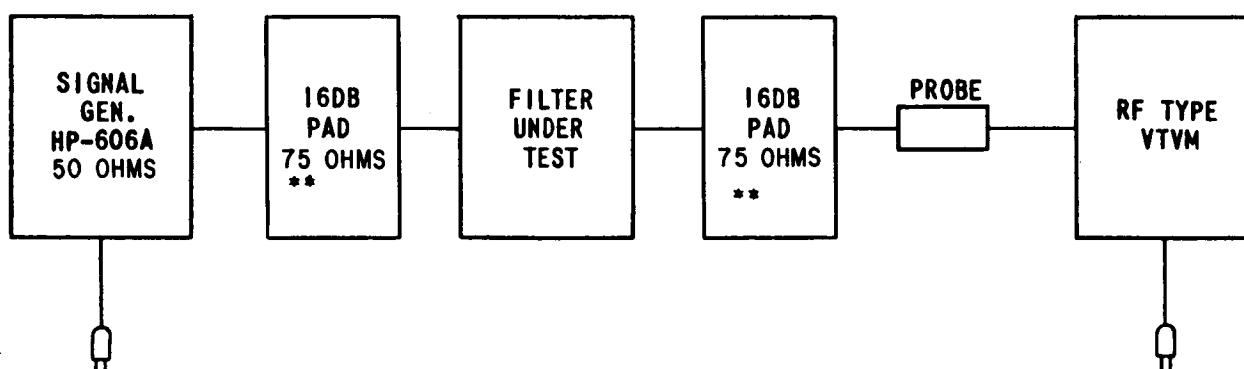 SIGNAL
GEN.
HP-606A
50 OHMS
16DB
PAD
75 OHMS
**
FILTER
UNDER
TEST
16DB
PAD
75 OHMS
**
PROBE
RF TYPE
VTVM